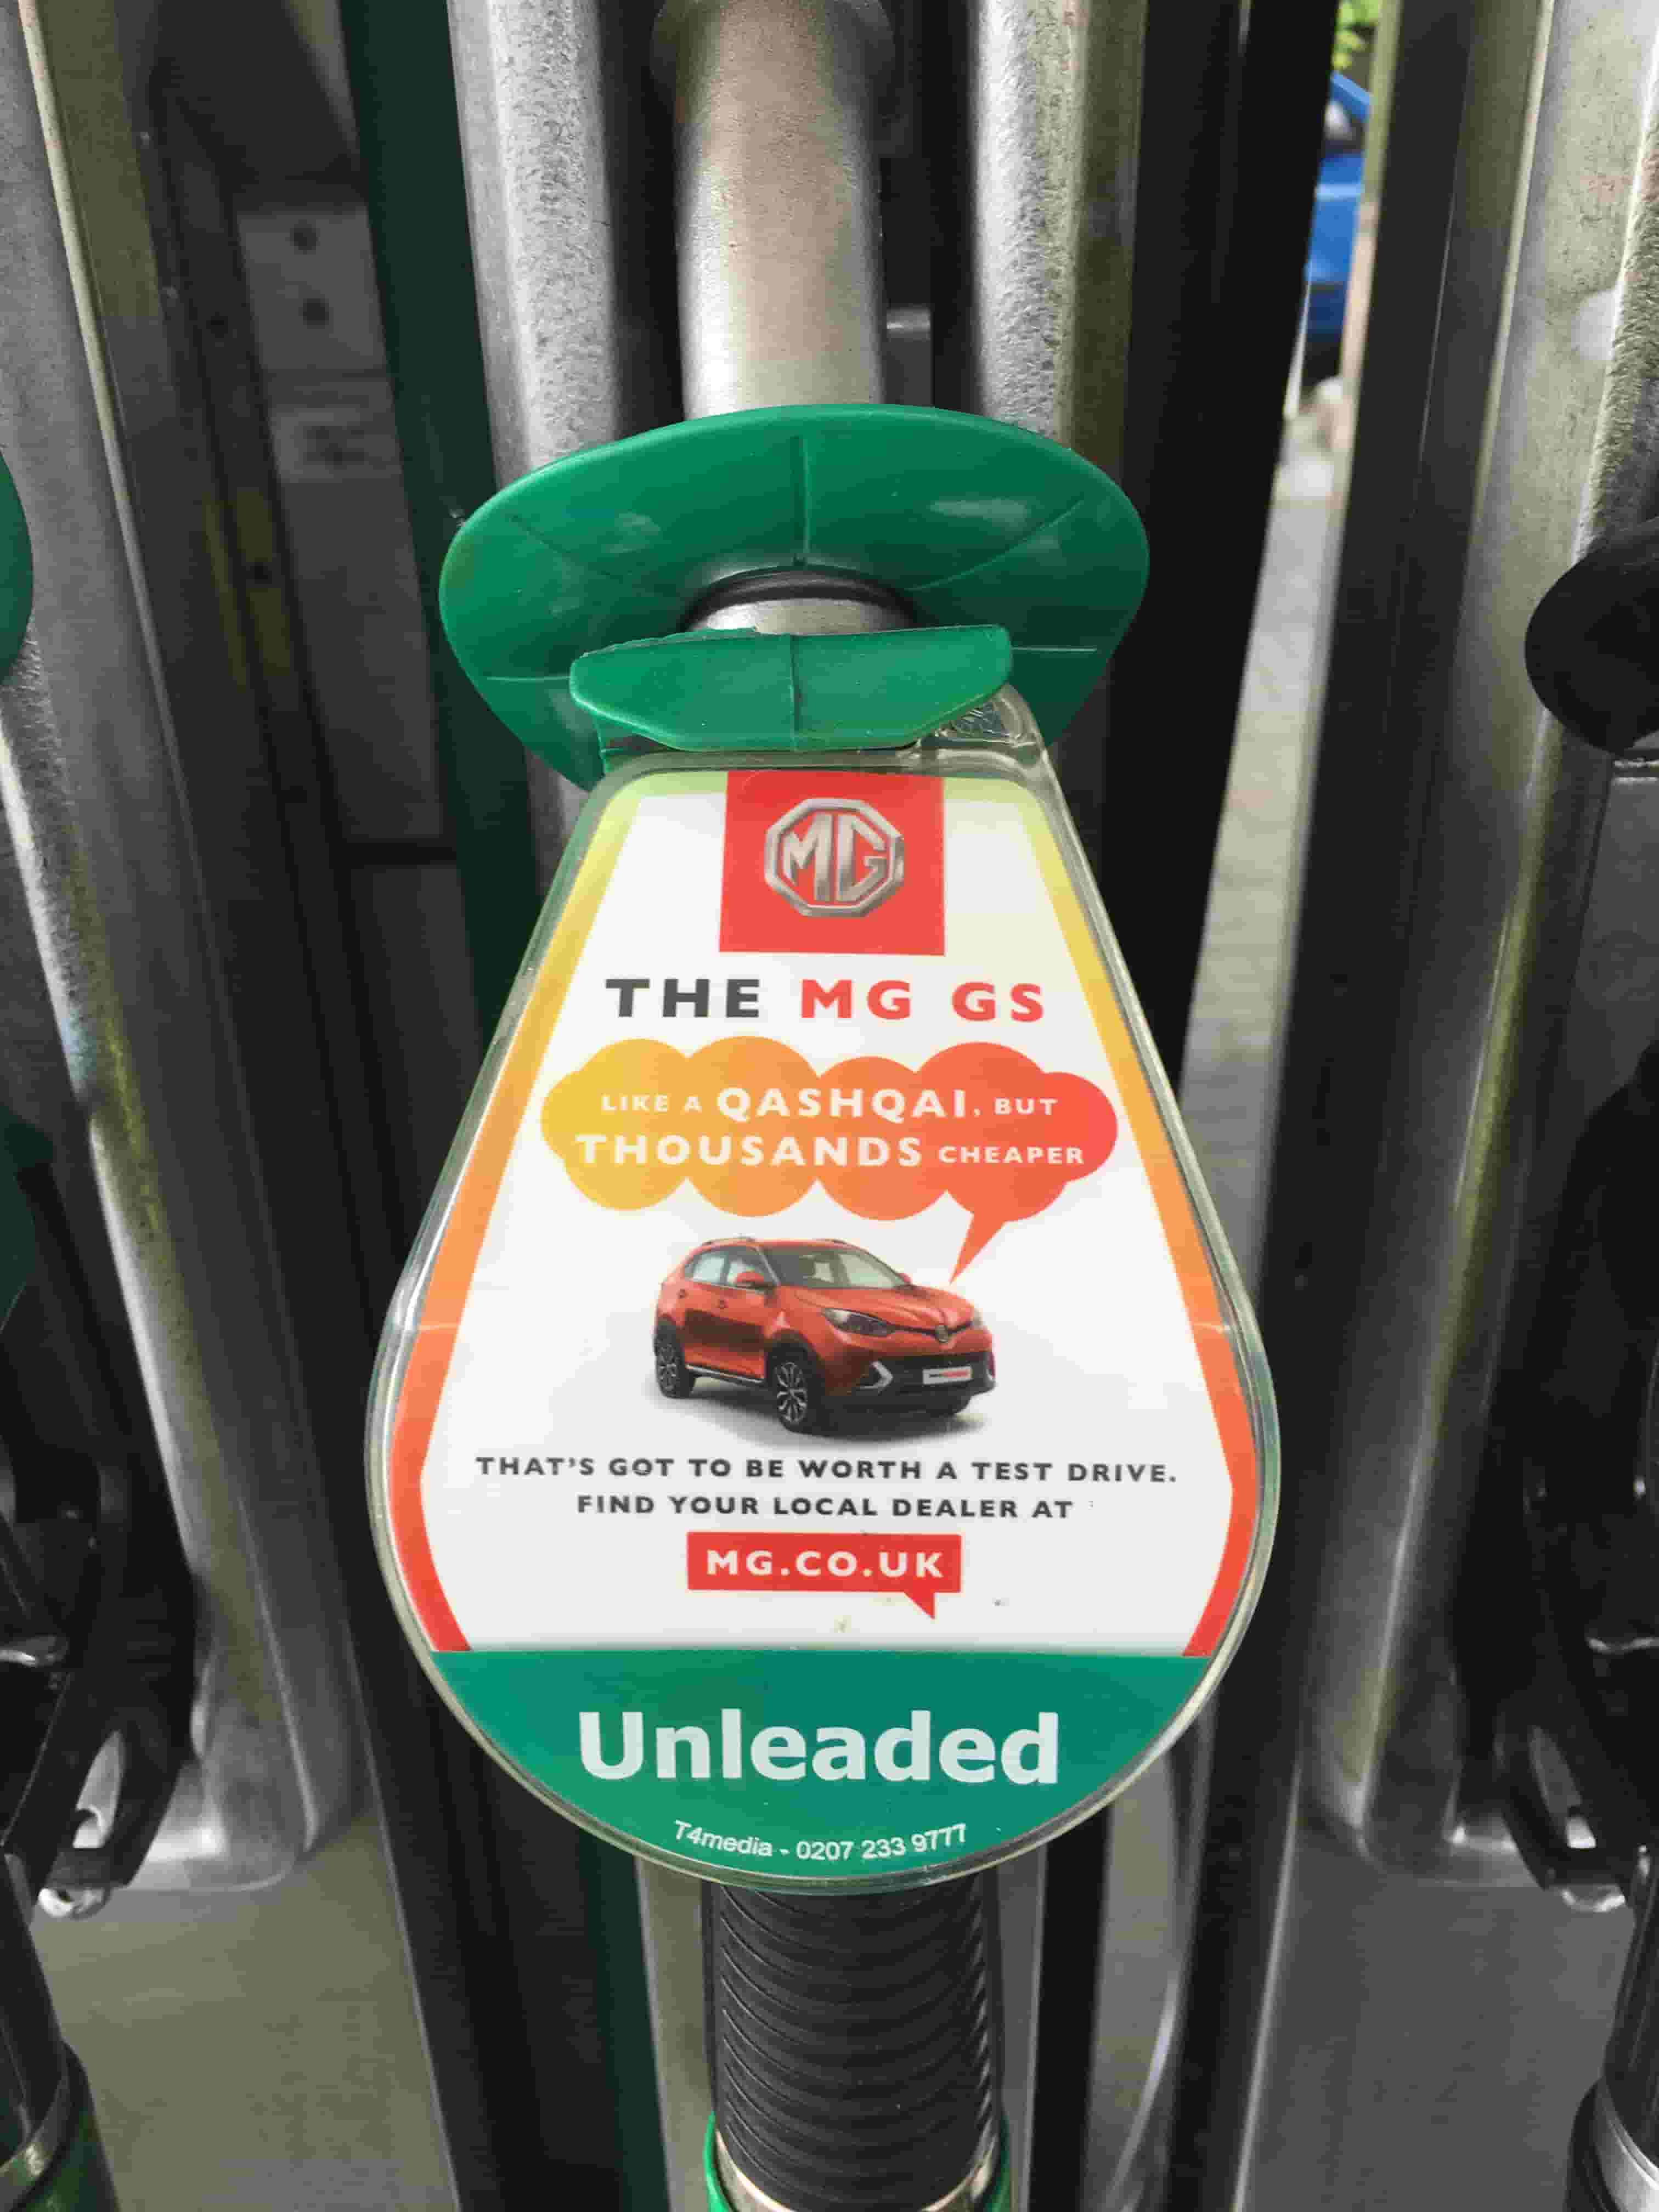 MG
THE MG GS
LIKE A QASHQAI, BUT
THOUSANDS CHEAPER
THAT'S GOT TO BE WORTH A TEST DRIVE.
FIND YOUR LOCAL DEALER AT
MG.CO.UK
Unleaded
T4media - 0207 233 9777